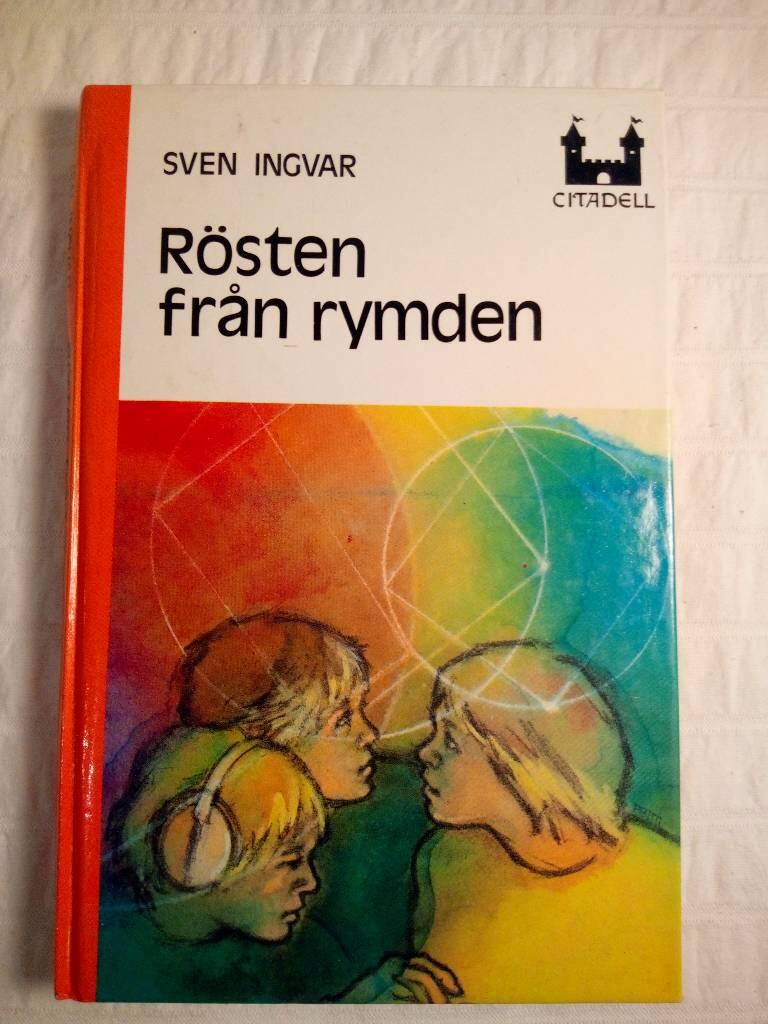 SVEN INGVAR
CITADELL
Rösten
från rymden